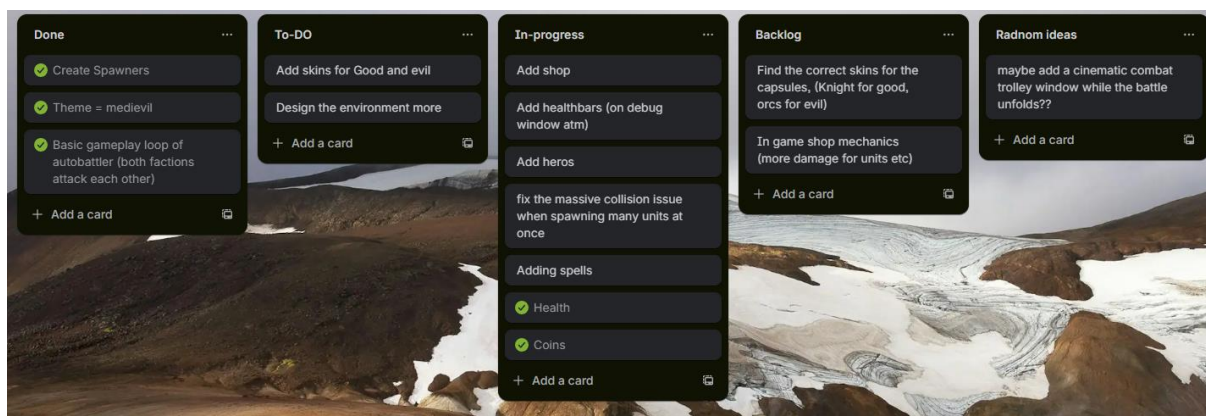 Done
Create Spawners
Theme = medievil
Basic gameplay loop of
autobattler (both factions
attack each other)
+ Add a card
To-DO
Add skins for Good and evil
Design the environment more
+ Add a card
In-progress
Add shop
Add healthbars (on debug
window atm)
Add heros
fix the massive collision issue
when spawning many units at
once
Adding spells
Health
Coins
+ Add a card
Backlog
Find the correct skins for the
capsules, (Knight for good,
orcs for evil)
In game shop mechanics
(more damage for units etc)
+ Add a card
Radnom ideas
maybe add a cinematic combat
trolley window while the battle
unfolds??
+ Add a card